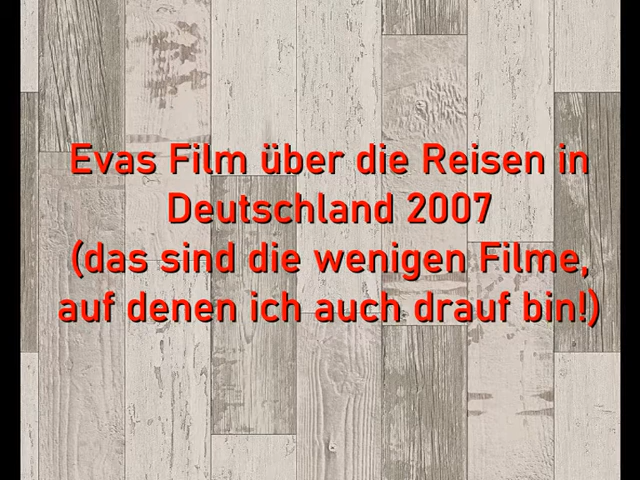 Evas Film über die Reisen in
Deutschland 2007
(das sind die wenigen Filme,
auf denen ich auch drauf bin!)